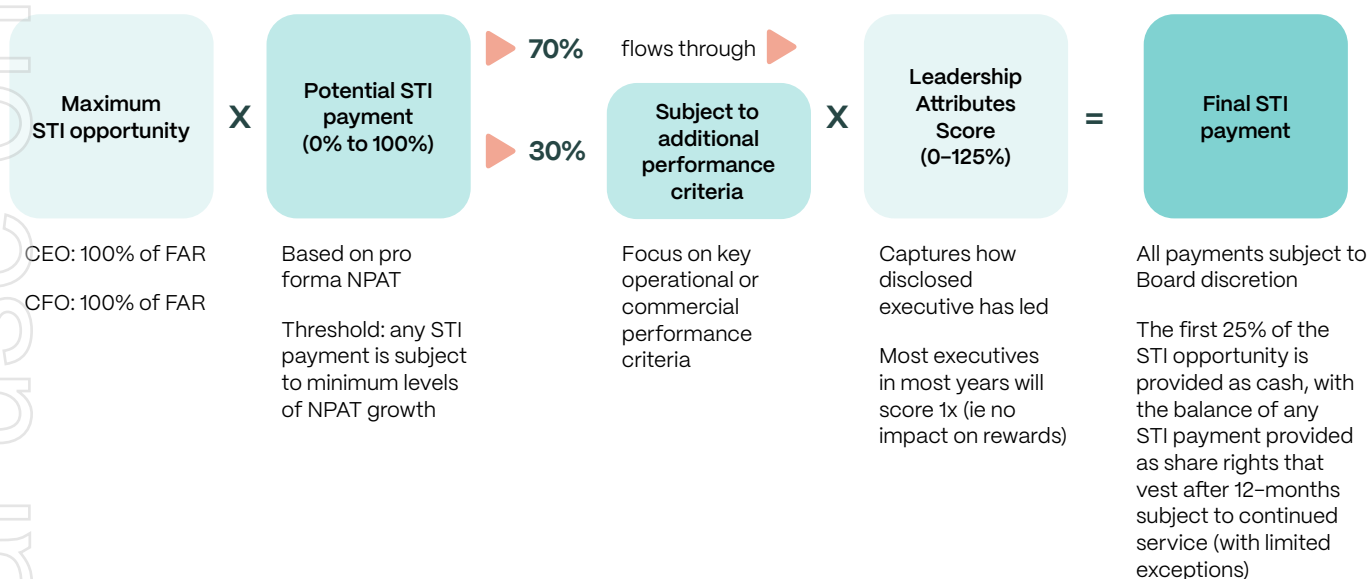 Maximum
STI opportunity
X
Potential STI
payment
(0% to 100%)
70%
flows through
30%
Subject to
additional
performance
criteria
X
Leadership
Attributes
Score
(0–125%)
=
Final STI
payment
CEO: 100% of FAR
CFO: 100% of FAR
Based on pro
forma NPAT
Threshold: any STI
payment is subject
to minimum levels
of NPAT growth
Focus on key
operational or
commercial
performance
criteria
Captures how
disclosed
executive has led
Most executives
in most years will
score 1x (ie no
impact on rewards)
All payments subject to
Board discretion
The first 25% of the
STI opportunity is
provided as cash, with
the balance of any
STI payment provided
as share rights that
vest after 12-months
subject to continued
service (with limited
exceptions)